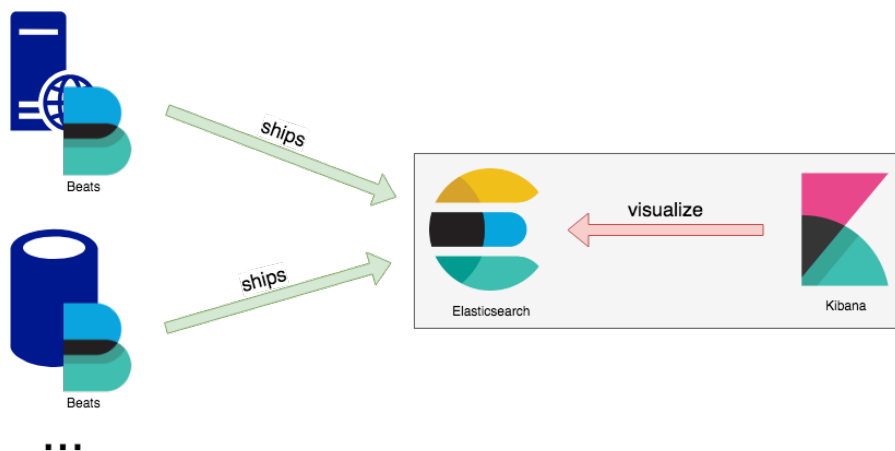 Beats
ships
Beats
ships
...
Elasticsearch
visualize
Kibana